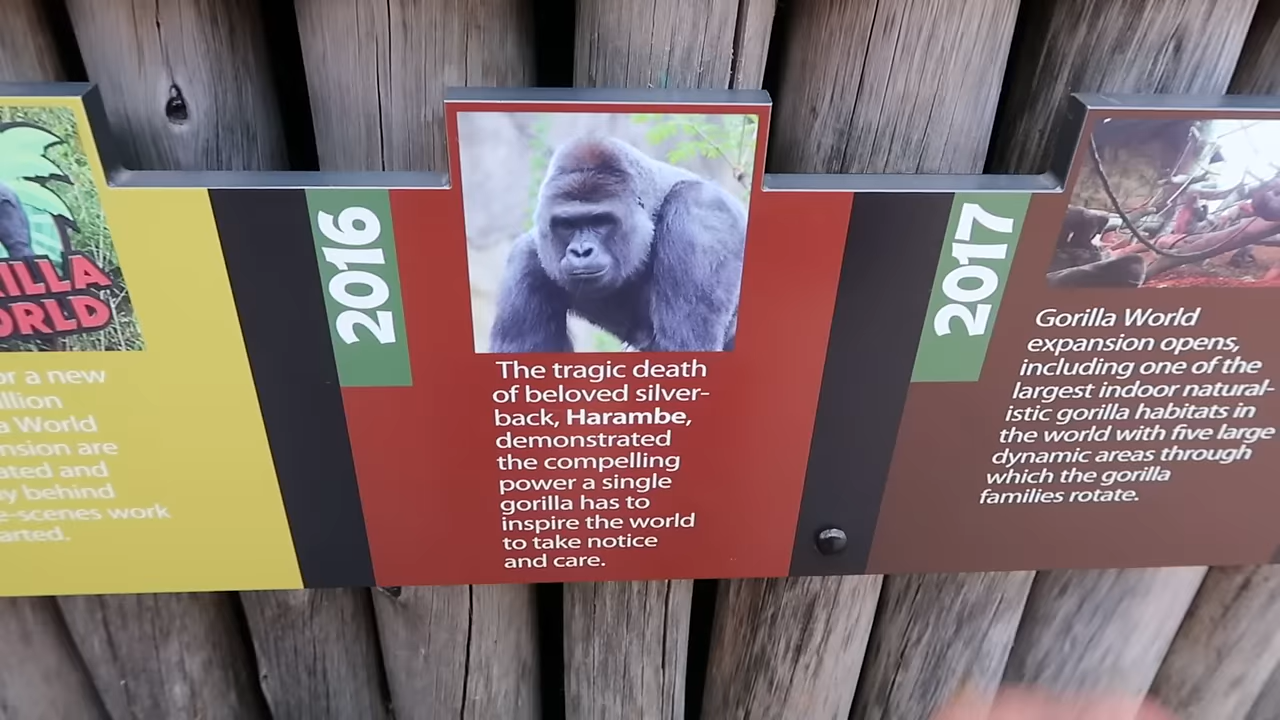 ILLA
ORLD
or a new
illion
a World
nsion are
ated and
y behind
e-scenes work
arted.
2016
The tragic death
of beloved silver-
back, Harambe,
demonstrated
the compelling
power a single
gorilla has to
inspire the world
to take notice
and care.
2017
Gorilla World
expansion opens,
including one of the
largest indoor natural-
istic gorilla habitats in
the world with five large
dynamic areas through
which the gorilla
families rotate.